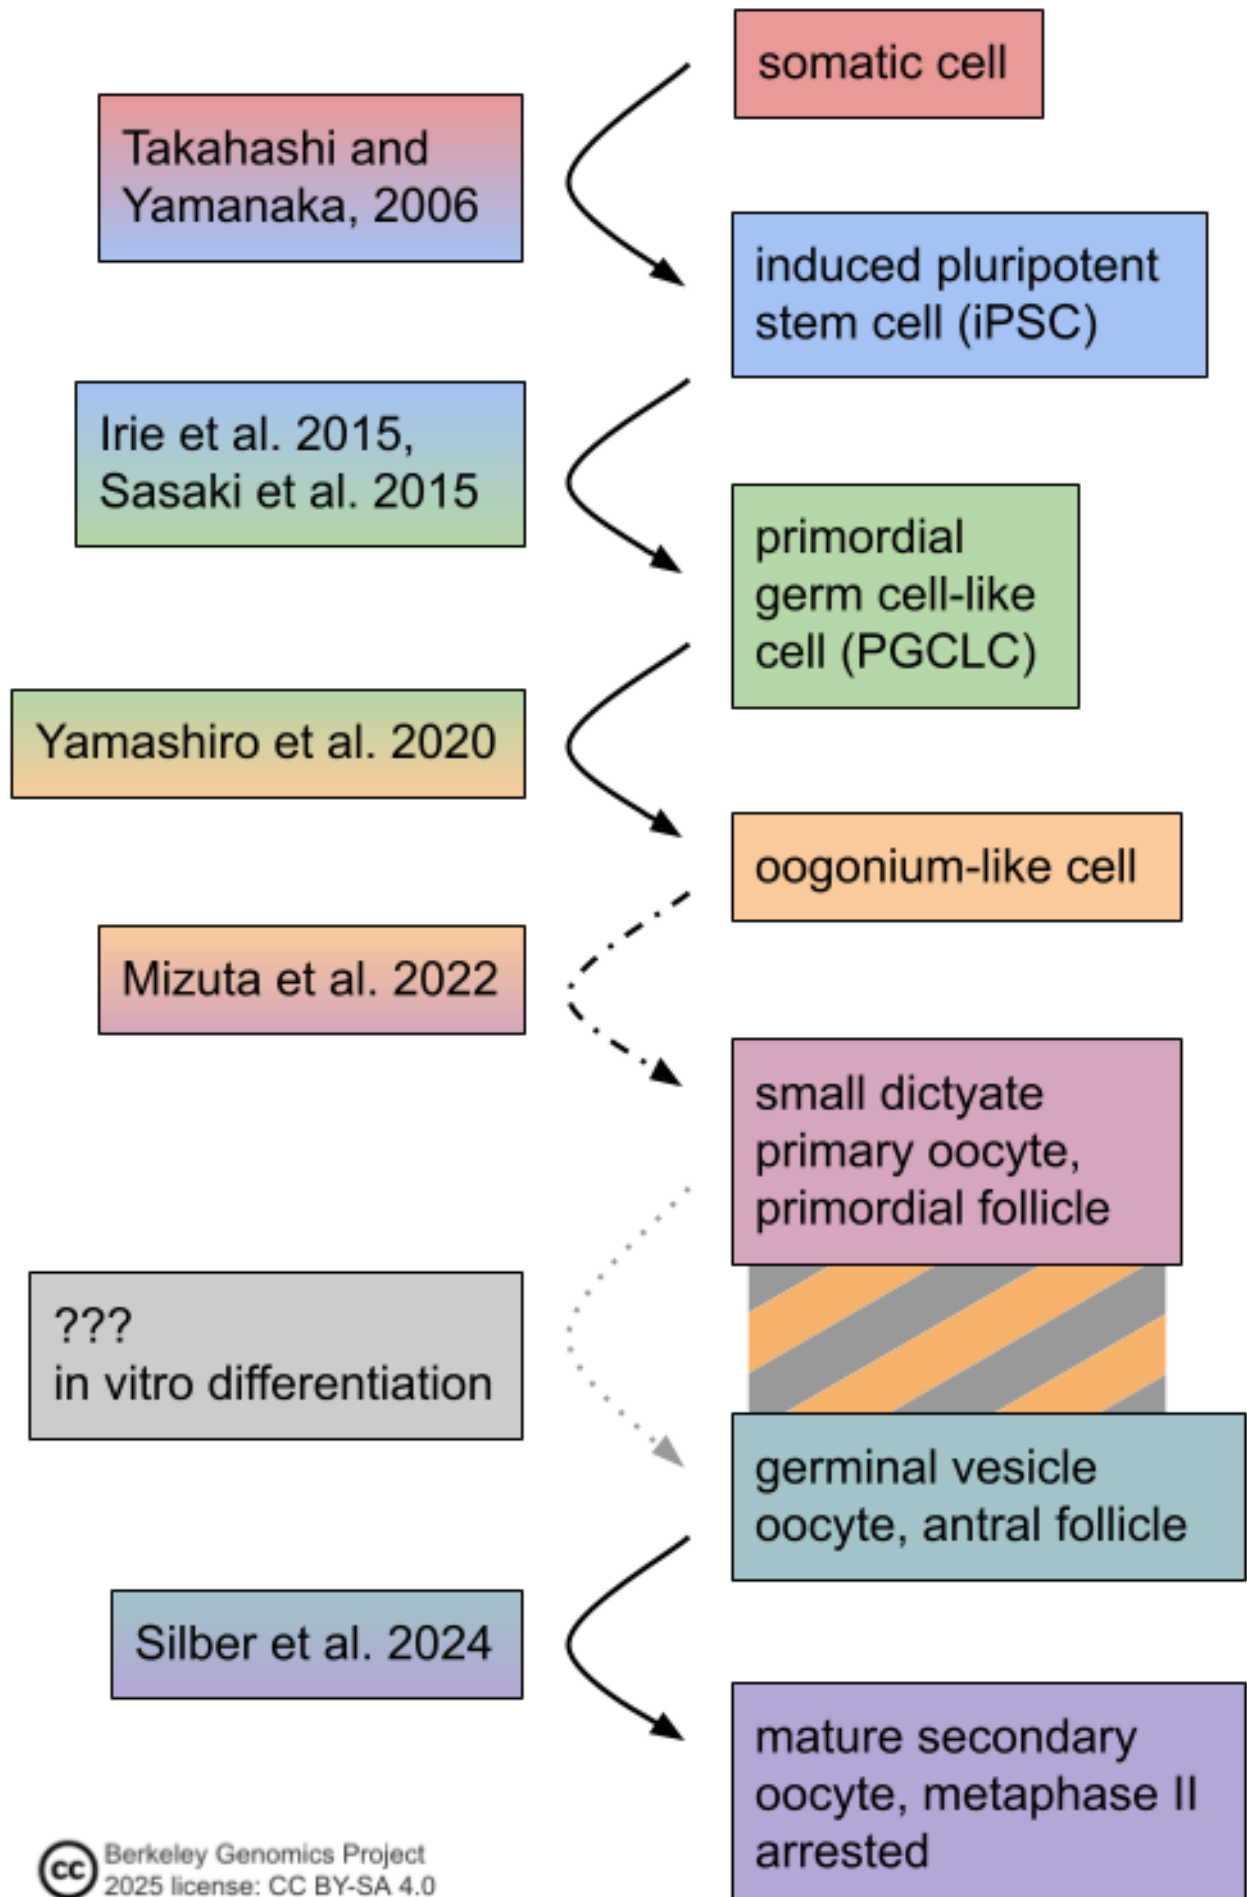 somatic cell
Takahashi and
Yamanaka, 2006
induced pluripotent
stem cell (iPSC)
Irie et al. 2015,
Sasaki et al. 2015
primordial
germ cell-like
cell (PGCLC)
Yamashiro et al. 2020
oogonium-like cell
Mizuta et al. 2022
small dictyate
primary oocyte,
primordial follicle
???
in vitro differentiation
germinal vesicle
oocyte, antral follicle
Silber et al. 2024
mature secondary
oocyte, metaphase II
arrested
cc
Berkeley Genomics Project
2025 license: CC BY-SA 4.0